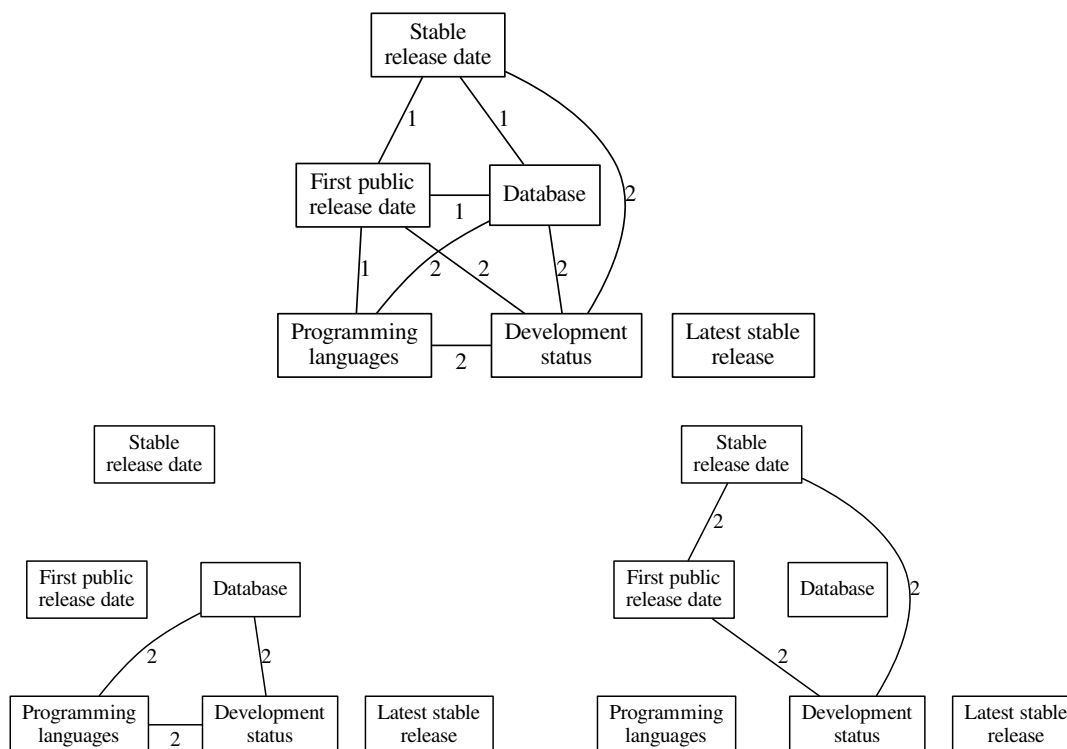 Stable
release date
1
1
First public
release date
Database
1
2
1
2
2
2
Programming
languages
Development
status
Latest stable
release
2
Stable
release date
Stable
release date
2
First public
release date
Database
First public
release date
Database
2
2
2
2
Programming
languages
Development
status
Latest stable
release
Programming
languages
Development
status
Latest stable
release
2